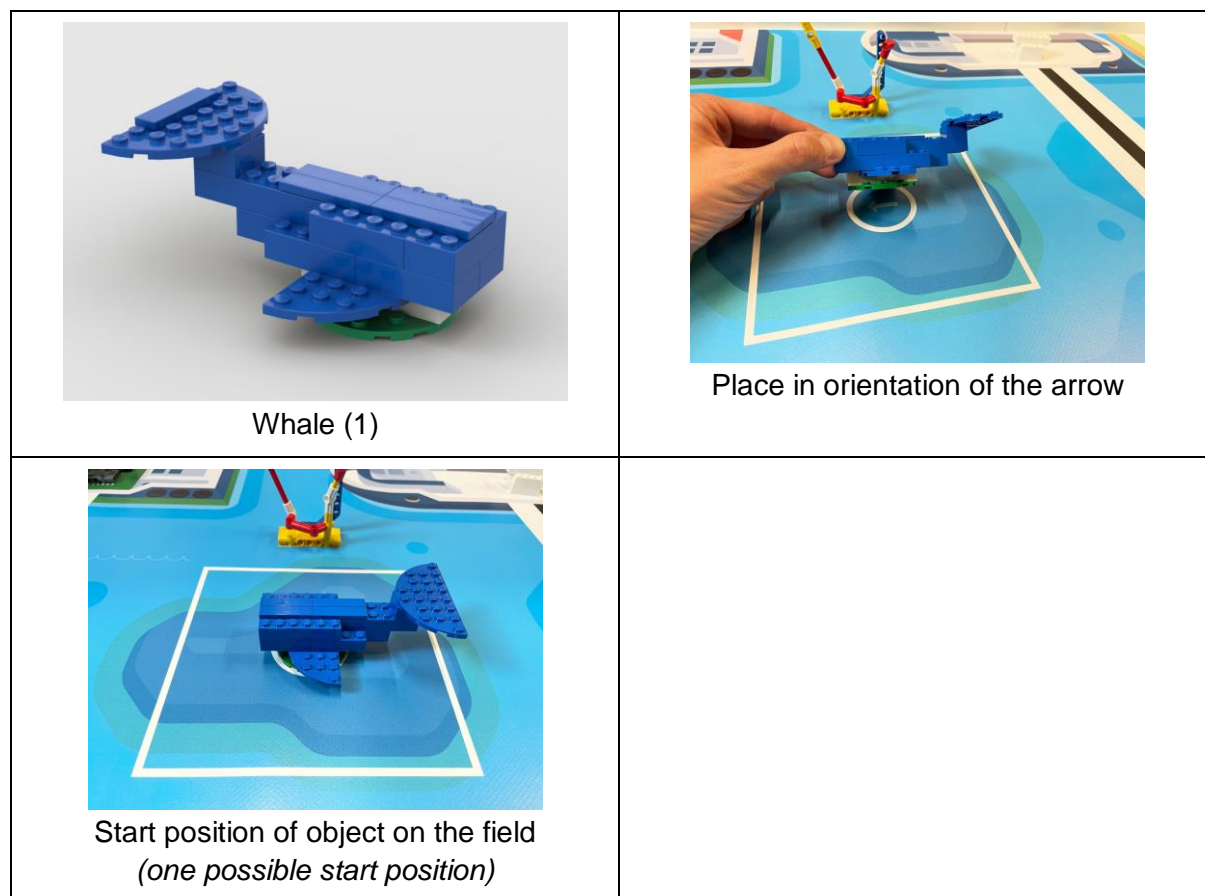 Whale (1)
Place in orientation of the arrow
Start position of object on the field
(one possible start position)